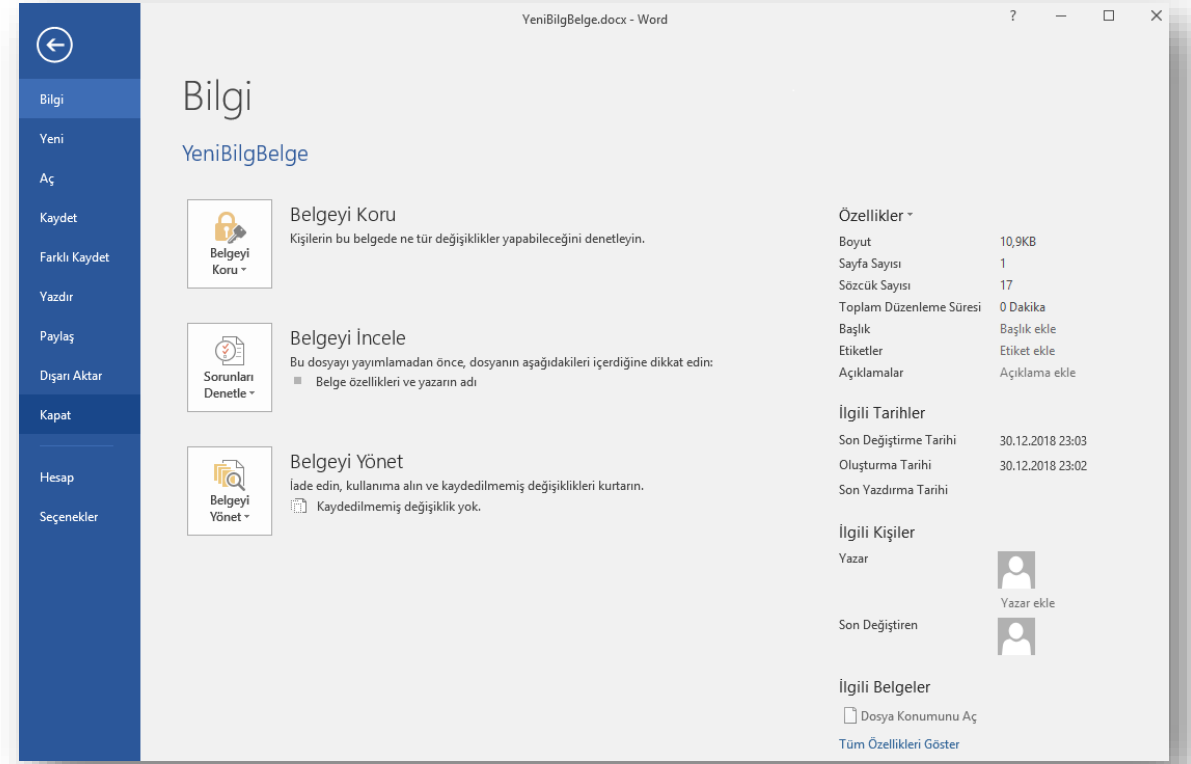 YeniBilgBelge.docx - Word
?
Bilgi
Yeni
Aç
Kaydet
Farklı Kaydet
Yazdır
Paylaş
Dışarı Aktar
Kapat
Hesap
Seçenekler
Bilgi
YeniBilgBelge
Belgeyi
Koru
Belgeyi Koru
Kişilerin bu belgede ne tür değişiklikler yapabileceğini denetleyin.
Sorunları
Denetle
Belgeyi İncele
Bu dosyayı yayımlamadan önce, dosyanın aşağıdakileri içerdiğine dikkat edin:
Belge özellikleri ve yazarın adı
Belgeyi
Yönet
Belgeyi Yönet
İade edin, kullanıma alın ve kaydedilmemiş değişiklikleri kurtarın.
Kaydedilmemiş değişiklik yok.
Özellikler
Boyut 10,9KB
Sayfa Sayısı 1
Sözcük Sayısı 17
Toplam Düzenleme Süresi 0 Dakika
Başlık Başlık ekle
Etiketler Etiket ekle
Açıklamalar Açıklama ekle
İlgili Tarihler
Son Değiştirme Tarihi 30.12.2018 23:03
Oluşturma Tarihi 30.12.2018 23:02
Son Yazdırma Tarihi
İlgili Kişiler
Yazar
Yazar ekle
Son Değiştiren
İlgili Belgeler
Dosya Konumunu Aç
Tüm Özellikleri Göster